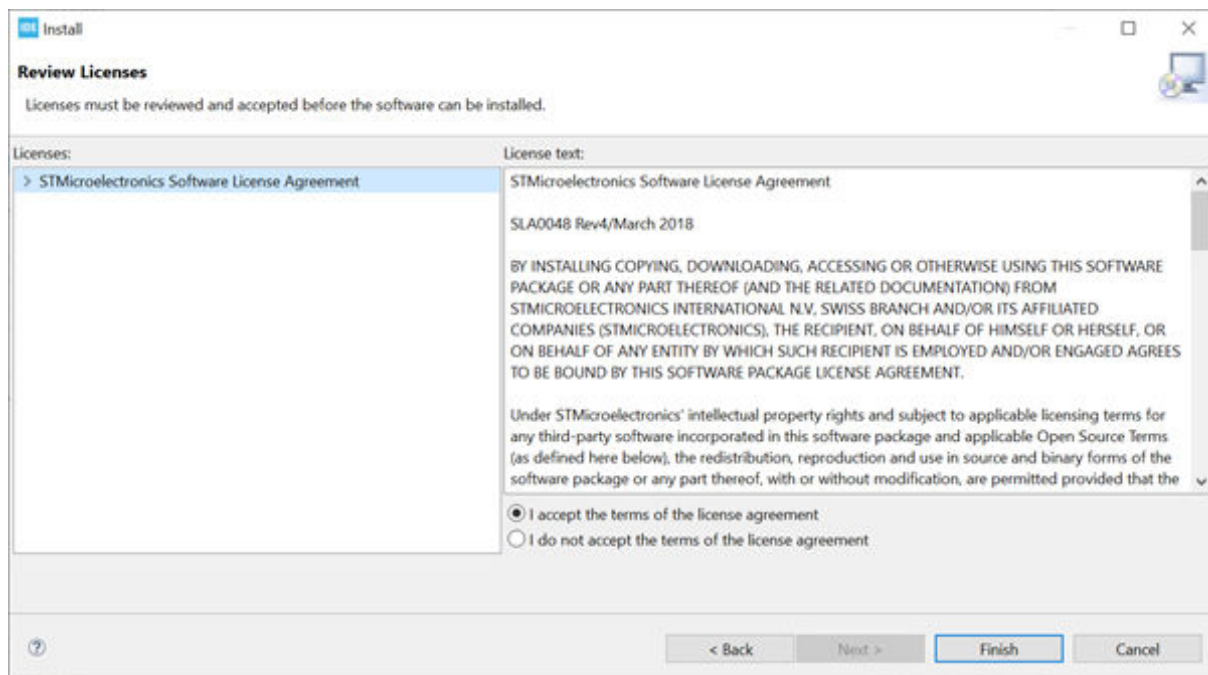 IDE Install
Review Licenses
Licenses must be reviewed and accepted before the software can be installed.
Licenses:
STMicroelectronics Software License Agreement
License text:
STMicroelectronics Software License Agreement
SLA0048 Rev4/March 2018
BY INSTALLING COPYING, DOWNLOADING, ACCESSING OR OTHERWISE USING THIS SOFTWARE
PACKAGE OR ANY PART THEREOF (AND THE RELATED DOCUMENTATION) FROM
STMICROELECTRONICS INTERNATIONAL N.V, SWISS BRANCH AND/OR ITS AFFILIATED
COMPANIES (STMICROELECTRONICS), THE RECIPIENT, ON BEHALF OF HIMSELF OR HERSELF, OR
ON BEHALF OF ANY ENTITY BY WHICH SUCH RECIPIENT IS EMPLOYED AND/OR ENGAGED AGREES
TO BE BOUND BY THIS SOFTWARE PACKAGE LICENSE AGREEMENT.
Under STMicroelectronics' intellectual property rights and subject to applicable licensing terms for
any third-party software incorporated in this software package and applicable Open Source Terms
(as defined here below), the redistribution, reproduction and use in source and binary forms of the
software package or any part thereof, with or without modification, are permitted provided that the
I accept the terms of the license agreement
I do not accept the terms of the license agreement
? < Back Next > Finish Cancel